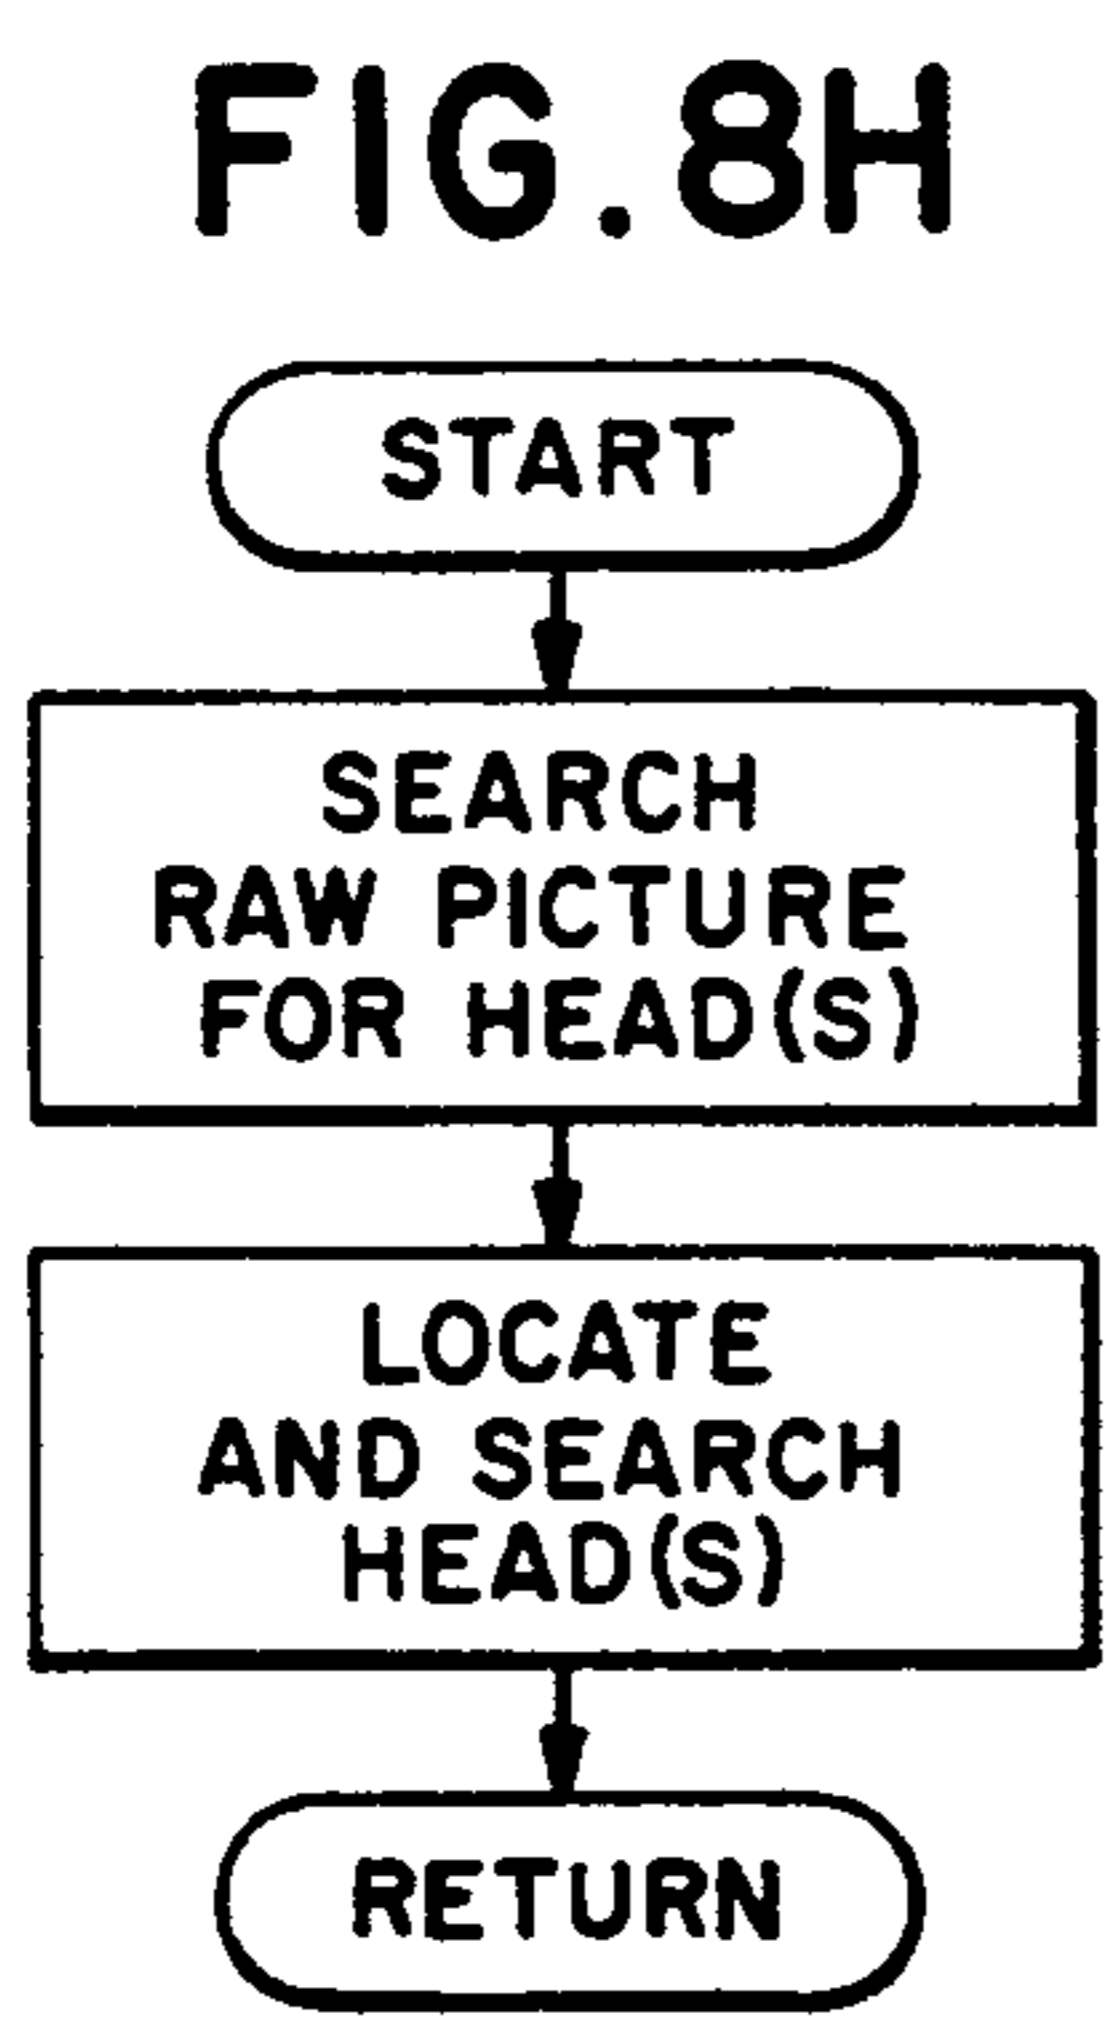 FIG.8H
START
SEARCH
RAW PICTURE
FOR HEAD(S)
LOCATE
AND SEARCH
HEAD(S)
RETURN